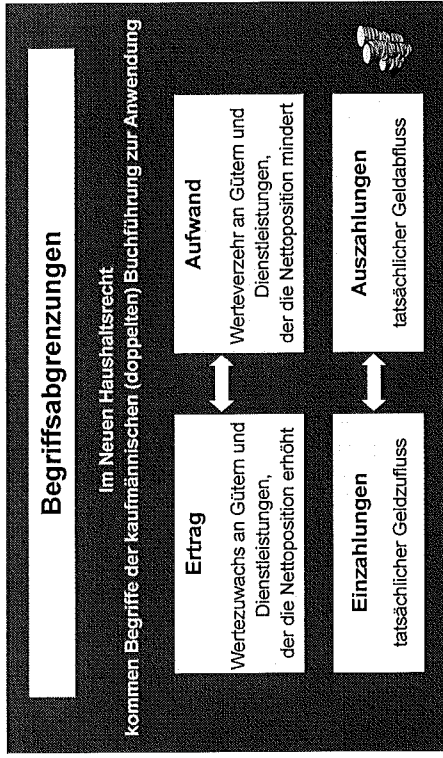 Begriffsabgrenzungen
Im Neuen Haushaltsrecht
kommen Begriffe der kaufmännischen (doppelten) Buchführung zur Anwendung
Ertrag
Wertezuwachs an Gütern und
Dienstleistungen,
der die Nettoposition erhöht
Aufwand
Werteverzehr an Gütern und
Dienstleistungen,
der die Nettoposition mindert
Einzahlungen
tatsächlicher Geldzufluss
Auszahlungen
tatsächlicher Geldabfluss